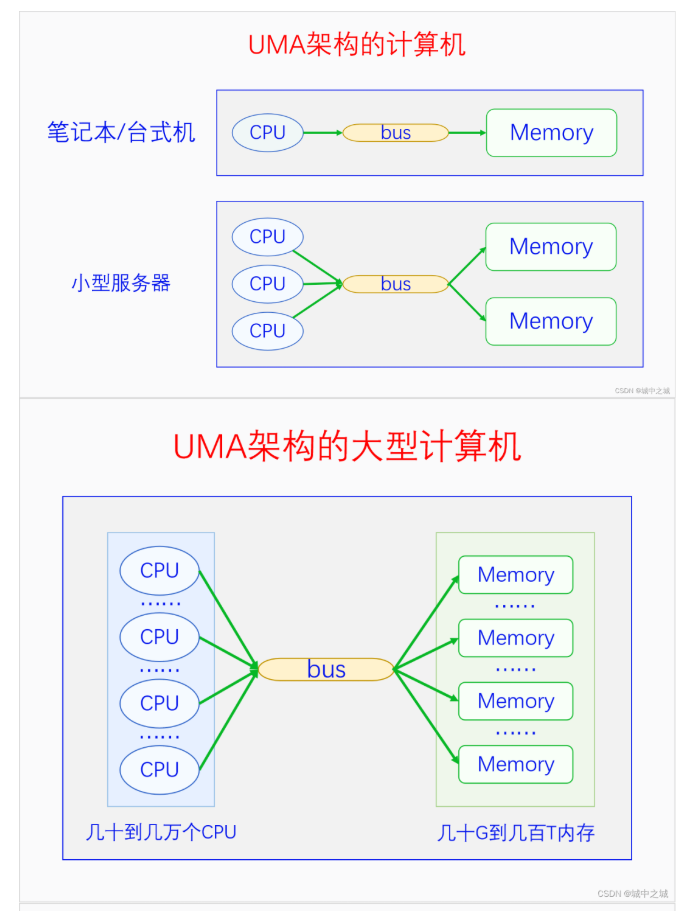 UMA架构的计算机
笔记本/台式机
CPU
bus
Memory
小型服务器
CPU
CPU
CPU
bus
Memory
Memory
CSDN @城中之城
UMA架构的大型计算机
CPU
……
CPU
……
CPU
……
CPU
bus
Memory
……
Memory
……
Memory
……
Memory
几十到几万个CPU
几十G到几百T内存
CSDN @城中之城